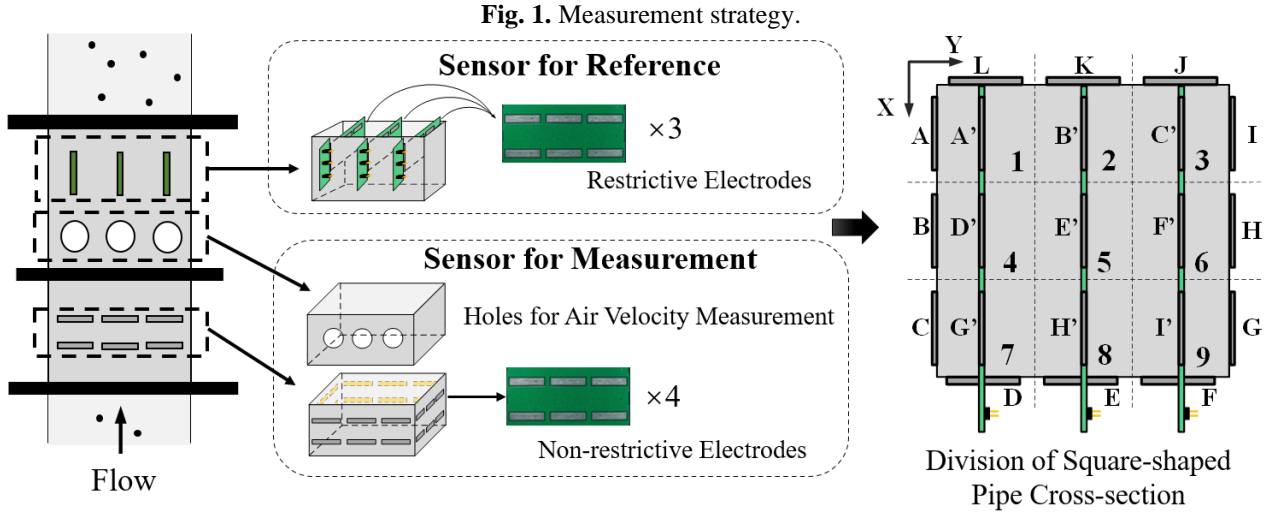 Fig. 1. Measurement strategy.
Flow
Sensor for Reference
×3
Restrictive Electrodes
Sensor for Measurement
Holes for Air Velocity Measurement
×4
Non-restrictive Electrodes
Y
X
L K J
A A’ 1 B’ 2 C’ 3 I
B D’ 4 E’ 5 F’ 6 H
C G’ 7 H’ 8 I’ 9 G
D E F
Division of Square-shaped
Pipe Cross-section